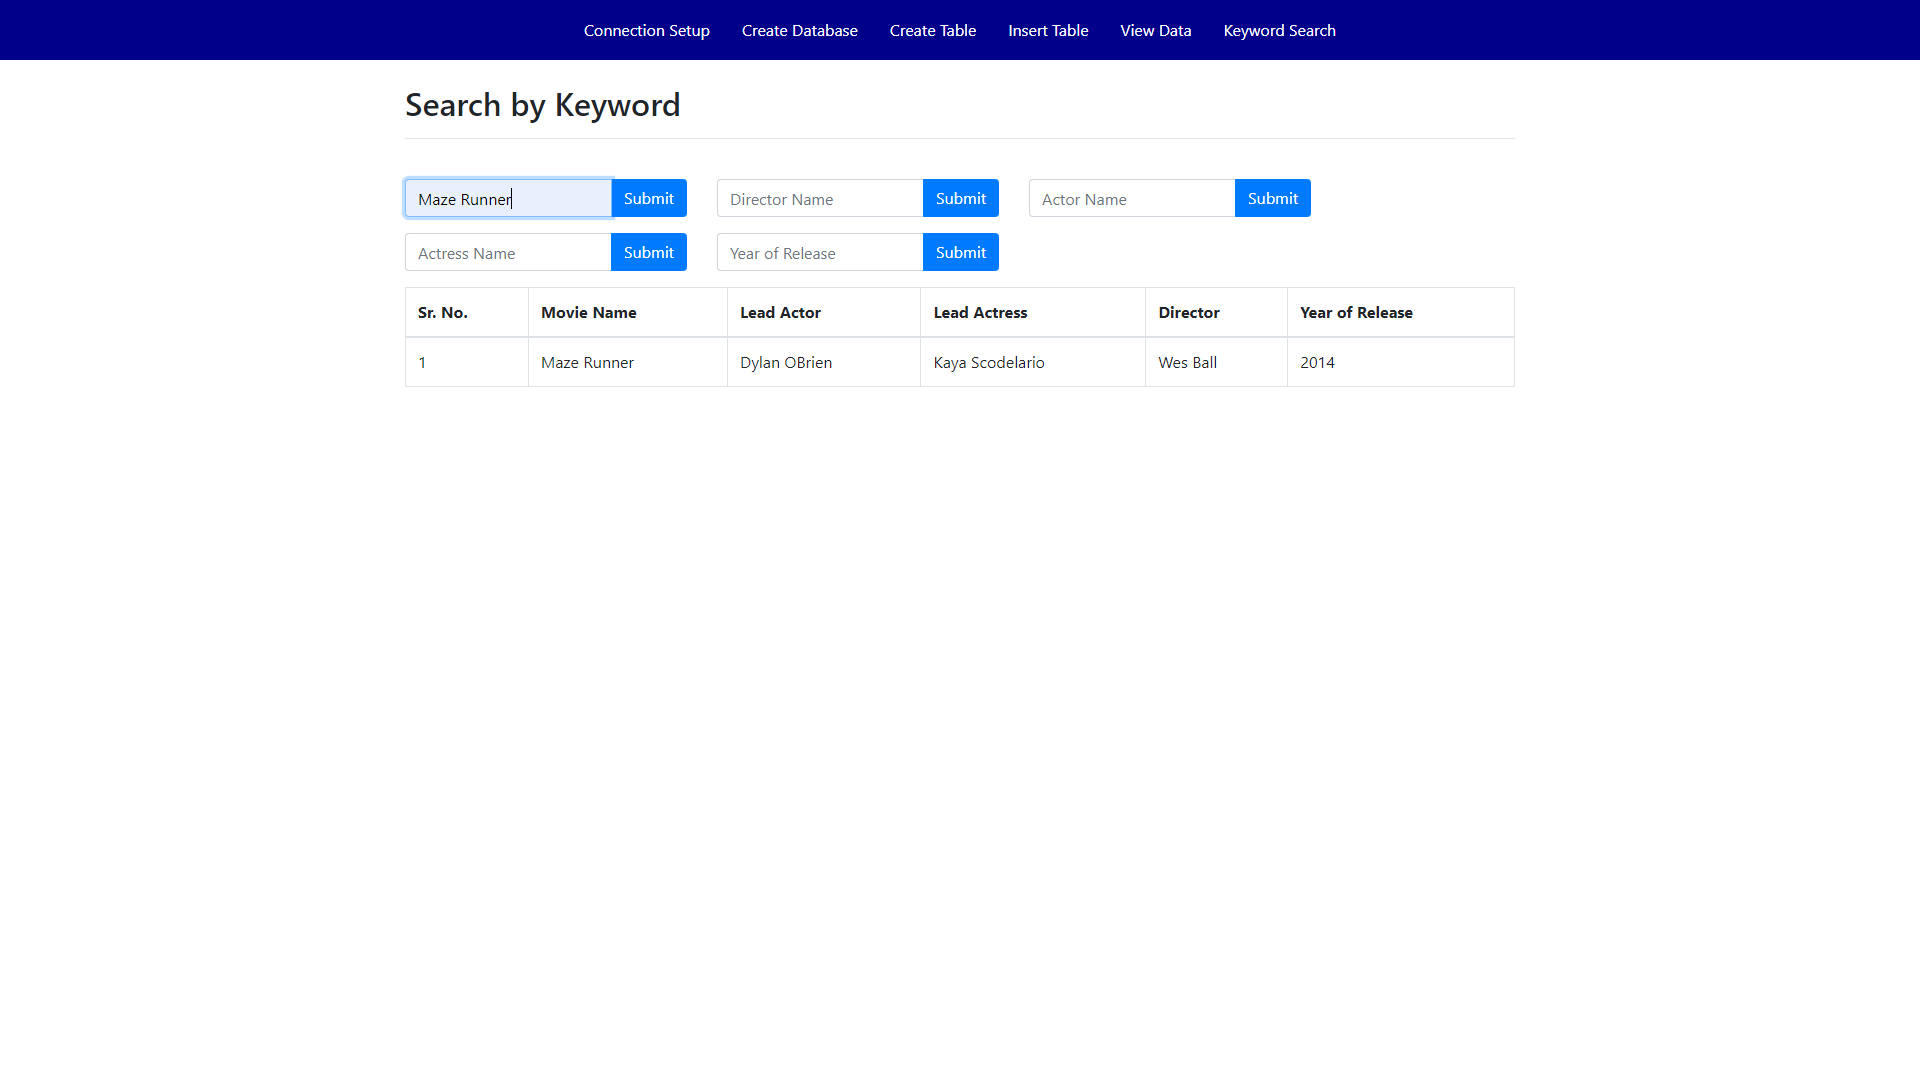 Connection Setup Create Database Create Table Insert Table View Data Keyword Search
Search by Keyword
Maze Runner Submit Director Name Submit Actor Name Submit
Actress Name Submit Year of Release Submit
Sr. No. Movie Name Lead Actor Lead Actress Director Year of Release
1 Maze Runner Dylan OBrien Kaya Scodelario Wes Ball 2014